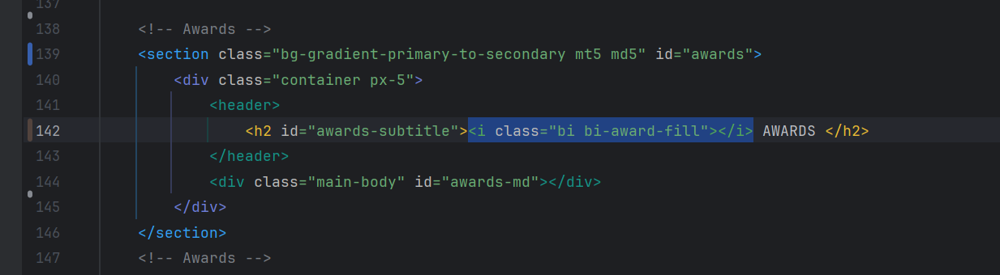 137
138 <!-- Awards -->
139 <section class="bg-gradient-primary-to-secondary mt5 md5" id="awards">
140 <div class="container px-5">
141 <header>
142 <h2 id="awards-subtitle"><i class="bi bi-award-fill"></i> AWARDS </h2>
143 </header>
144 <div class="main-body" id="awards-md"></div>
145 </div>
146 </section>
147 <!-- Awards -->